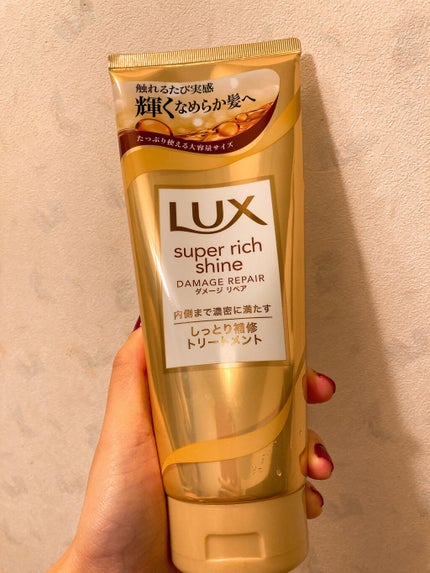 触れるたび実感
輝くなめらか髪へ
たっぷり使える大容量サイズ
LUX
super rich
shine
DAMAGE REPAIR
ダメージ リペア
内側まで濃密に満たす
しっとり補修
トリートメント